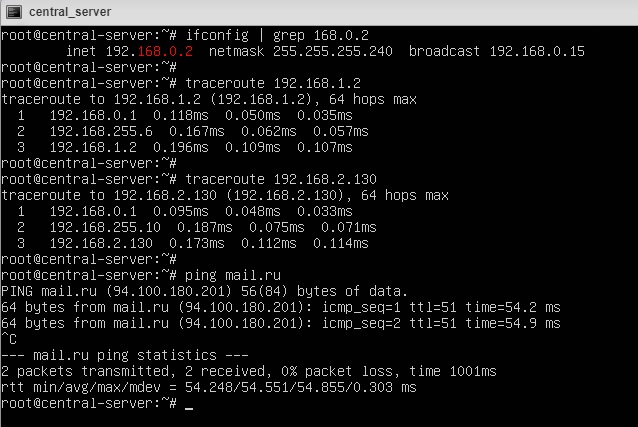 central_server
root@central-server:~# ifconfig | grep 168.0.2
inet 192.168.0.2 netmask 255.255.255.240 broadcast 192.168.0.15
root@central-server:~#
root@central-server:~# traceroute 192.168.1.2
traceroute to 192.168.1.2 (192.168.1.2), 64 hops max
1 192.168.0.1 0.118ms 0.050ms 0.035ms
2 192.168.255.6 0.167ms 0.062ms 0.057ms
3 192.168.1.2 0.196ms 0.109ms 0.107ms
root@central-server:~#
root@central-server:~# traceroute 192.168.2.130
traceroute to 192.168.2.130 (192.168.2.130), 64 hops max
1 192.168.0.1 0.095ms 0.048ms 0.033ms
2 192.168.255.10 0.187ms 0.075ms 0.071ms
3 192.168.2.130 0.173ms 0.112ms 0.114ms
root@central-server:~#
root@central-server:~# ping mail.ru
PING mail.ru (94.100.180.201) 56(84) bytes of data.
64 bytes from mail.ru (94.100.180.201): icmp_seq=1 ttl=51 time=54.2 ms
64 bytes from mail.ru (94.100.180.201): icmp_seq=2 ttl=51 time=54.9 ms
^C
--- mail.ru ping statistics ---
2 packets transmitted, 2 received, 0% packet loss, time 1001ms
rtt min/avg/max/mdev = 54.248/54.551/54.855/0.303 ms
root@central-server:~# _